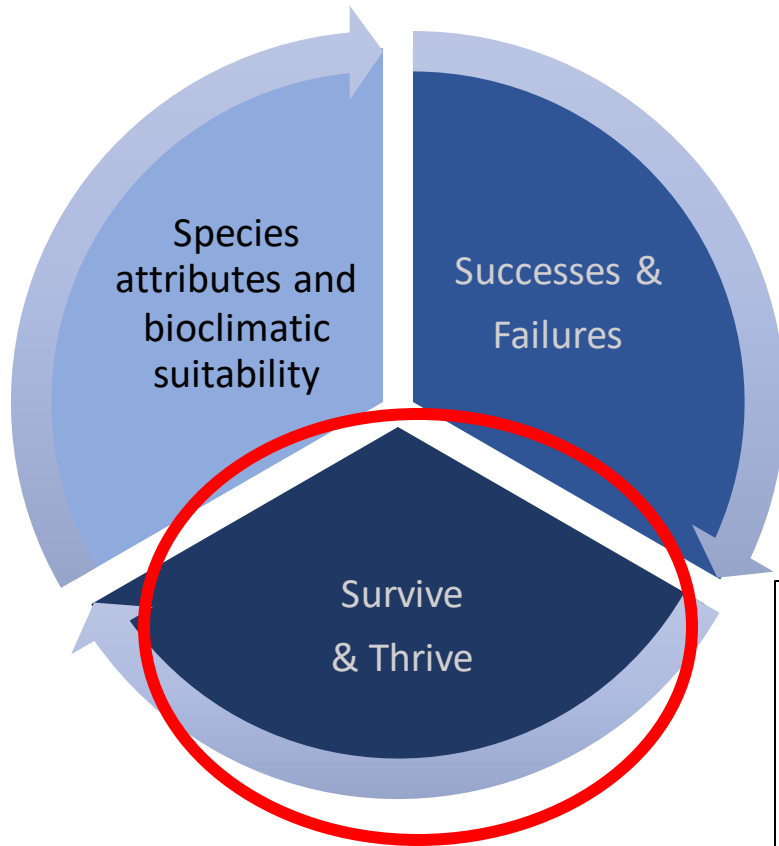 Species
attributes and
bioclimatic
suitability
Successes &
Failures
Survive
& Thrive